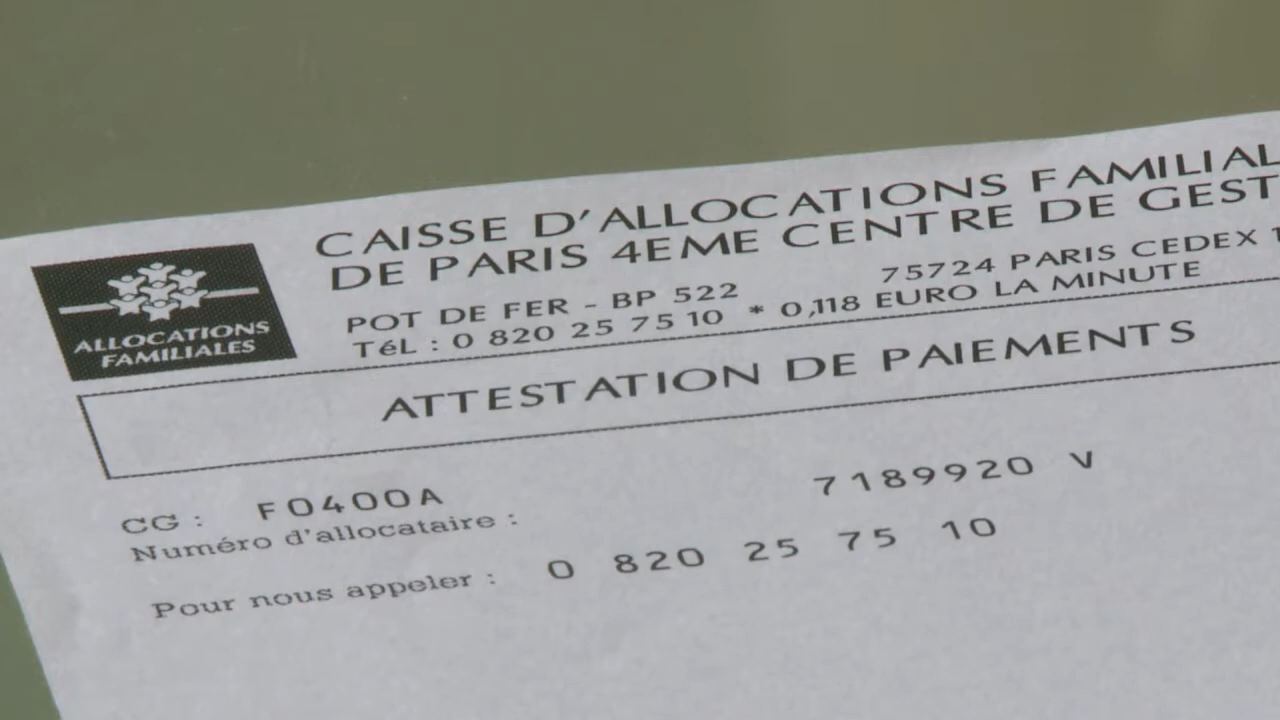 ALLOCATIONS
FAMILIALES
CAISSE D'ALLOCATIONS FAMILIAL
DE PARIS 4EME CENTRE DE GEST
POT DE FER - BP 522 75724 PARIS CEDEX 1
TéL : 0 820 25 75 10 * 0,118 EURO LA MINUTE
ATTESTATION DE PAIEMENTS
CG : F0400A
Numéro d'allocataire : 7189920 V
Pour nous appeler : 0 820 25 75 10